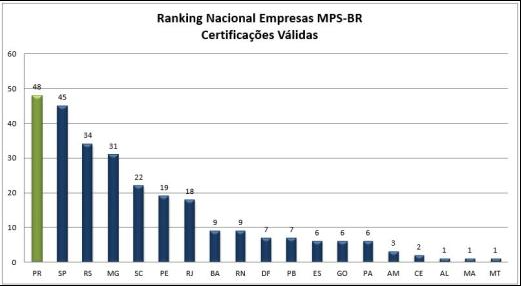 Ranking Nacional Empresas MPS-BR
Certificações Válidas
60
50
40
30
20
10
0
48 45 34 31 22 19 18 9 9 7 7 6 6 6 3 2 1 1 1
PR SP RS MG SC PE RJ BA RN DF PB ES GO PA AM CE AL MA MT